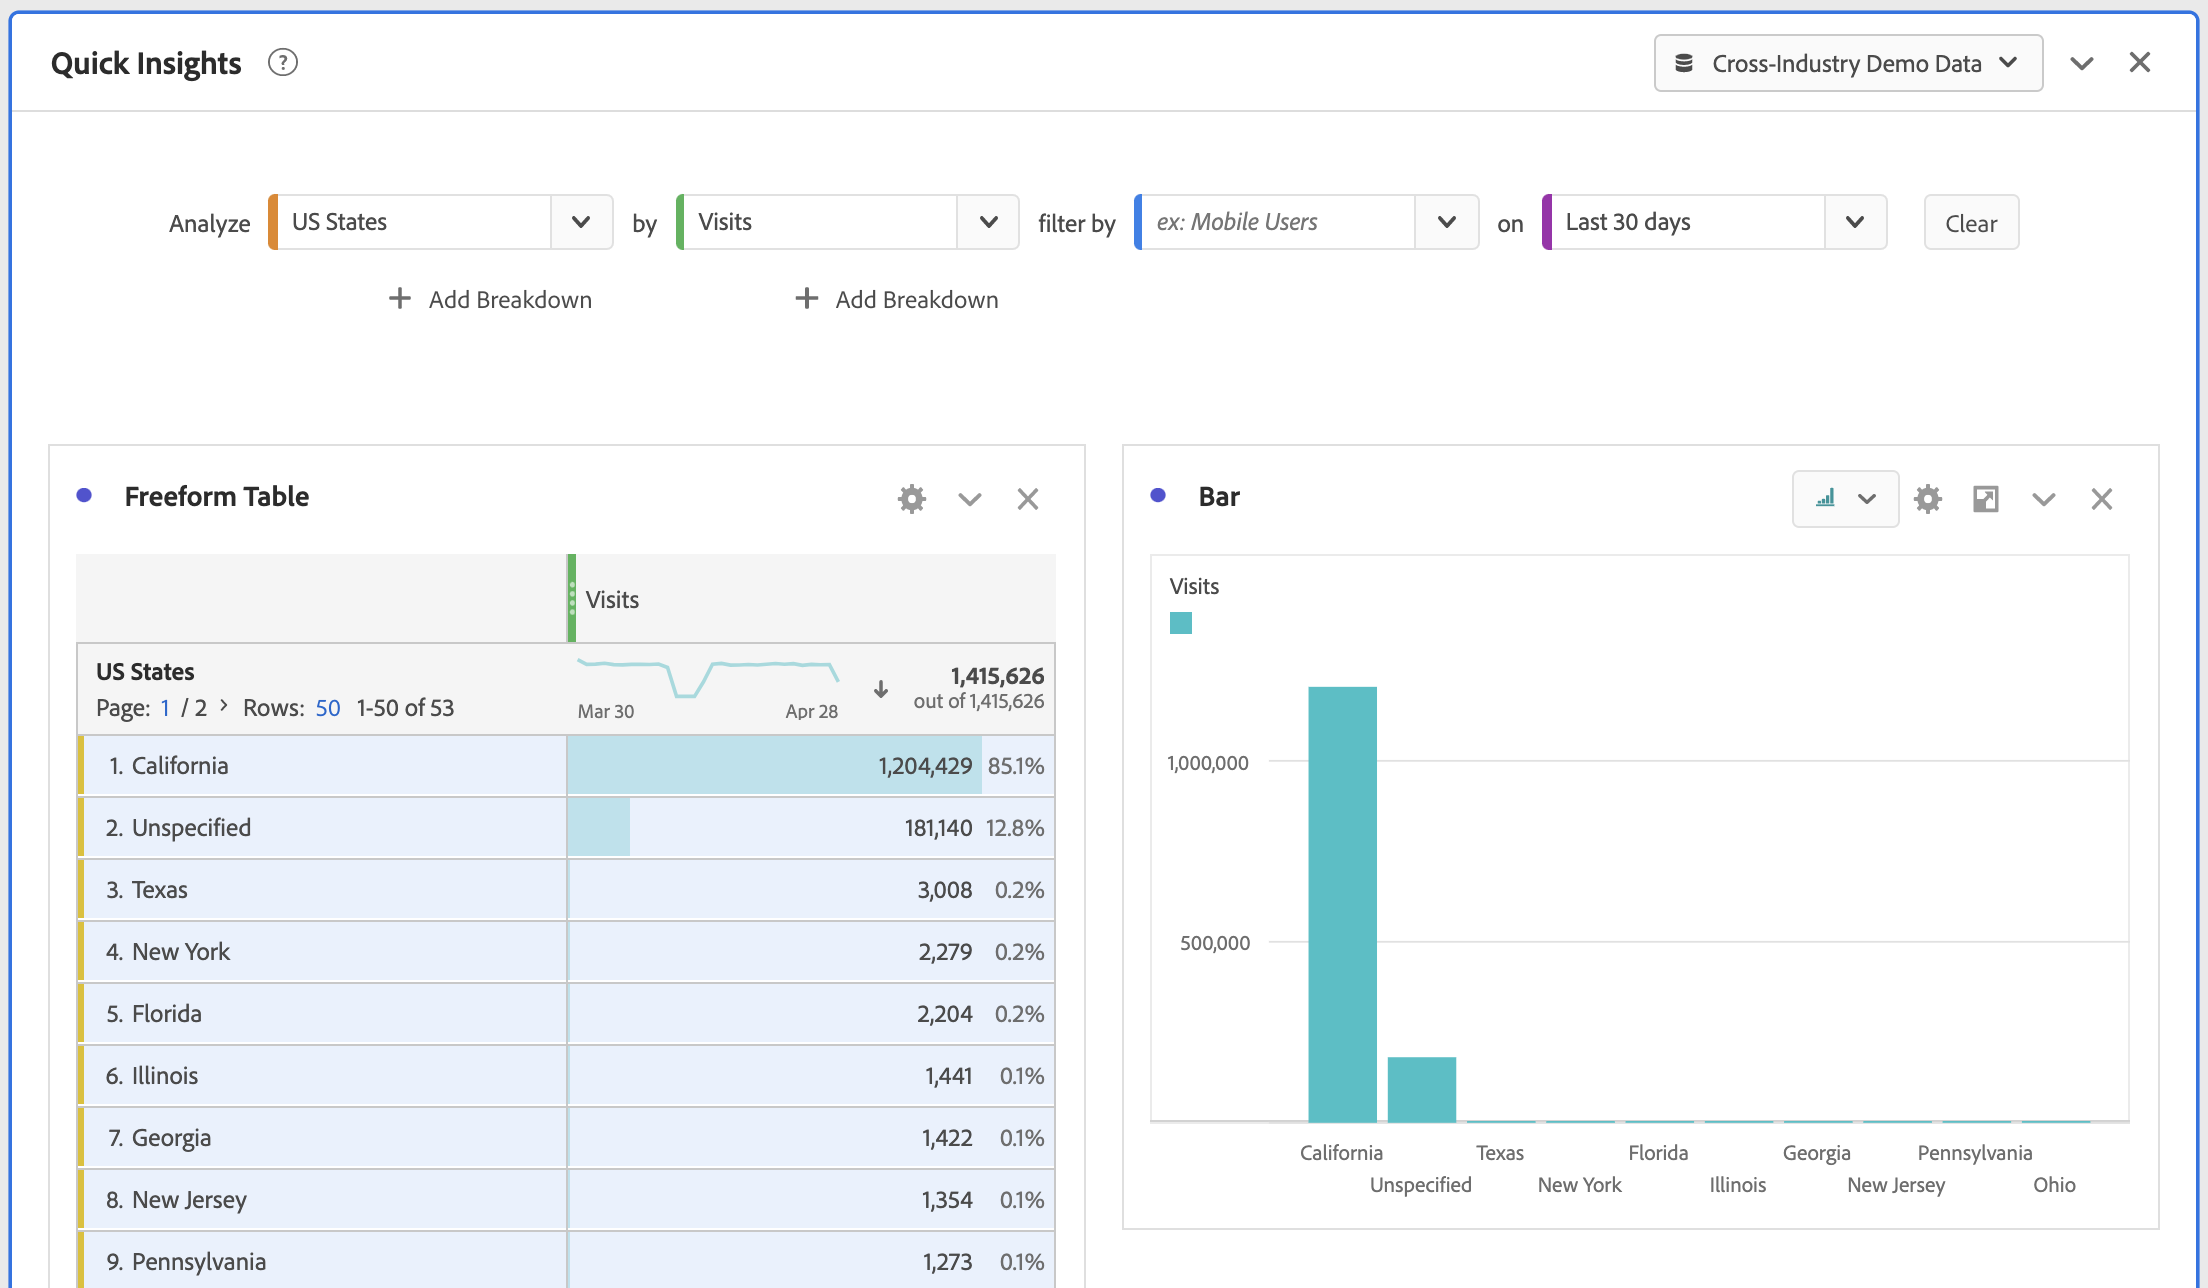 Quick Insights ?
Cross-Industry Demo Data
Analyze US States by Visits filter by ex: Mobile Users on Last 30 days Clear
+ Add Breakdown + Add Breakdown
Freeform Table
Visits
US States
Page: 1 / 2 > Rows: 50 1-50 of 53
Mar 30 Apr 28
1,415,626
out of 1,415,626
1. California 1,204,429 85.1%
2. Unspecified 181,140 12.8%
3. Texas 3,008 0.2%
4. New York 2,279 0.2%
5. Florida 2,204 0.2%
6. Illinois 1,441 0.1%
7. Georgia 1,422 0.1%
8. New Jersey 1,354 0.1%
9. Pennsylvania 1,273 0.1%
Bar
Visits
1,000,000
500,000
California Texas Florida Georgia Pennsylvania
Unspecified New York Illinois New Jersey Ohio